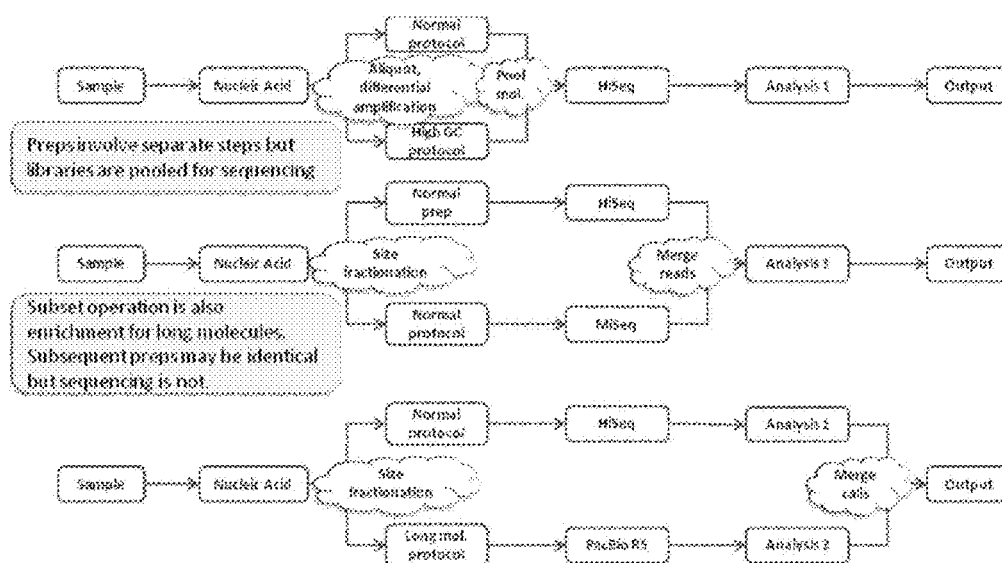 Normal
protocol
Sample
Nucleic Acid
Aliquot,
differential
amplification
Pool
mol.
HiSeq
Analysis 1
Output
High GC
protocol
Preps involve separate steps but
libraries are pooled for sequencing
Normal
prep
HiSeq
Sample
Nucleic Acid
Size
fractionation
Merge
reads
Analysis
Output
Normal
protocol
MiSeq
Subset operation is also
enrichment for long molecules.
Subsequent preps may be identical
but sequencing is not.
Normal
protocol
HiSeq
Analysis
Sample
Nucleic Acid
Size
fractionation
Merge
calls
Output
Long mol.
protocol
PacBio RS
Analysis